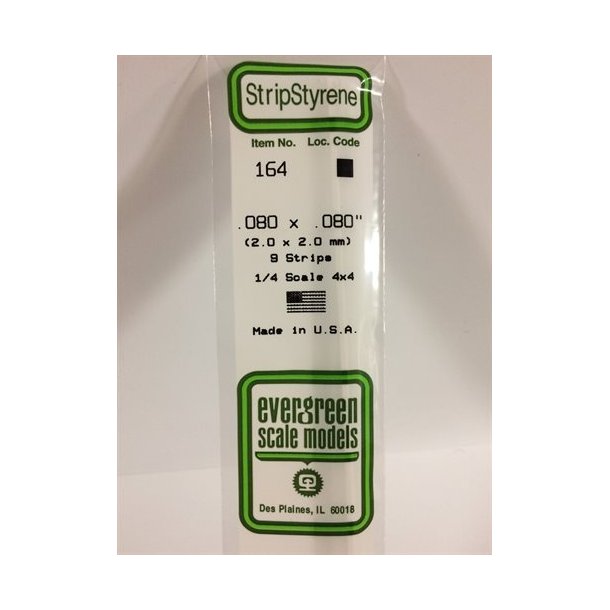 StripStyrene
Item No. Loc. Code
164
.080 x .080"
(2.0 x 2.0 mm)
9 Strips
1/4 Scale 4x4
Made in U.S.A.
evergreen
scale models
Des Plaines, IL 60018